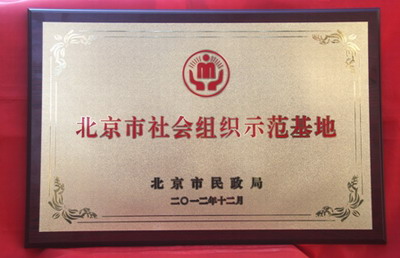 北京市社会组织示范基地
北京市民政局
二〇一二年十二月